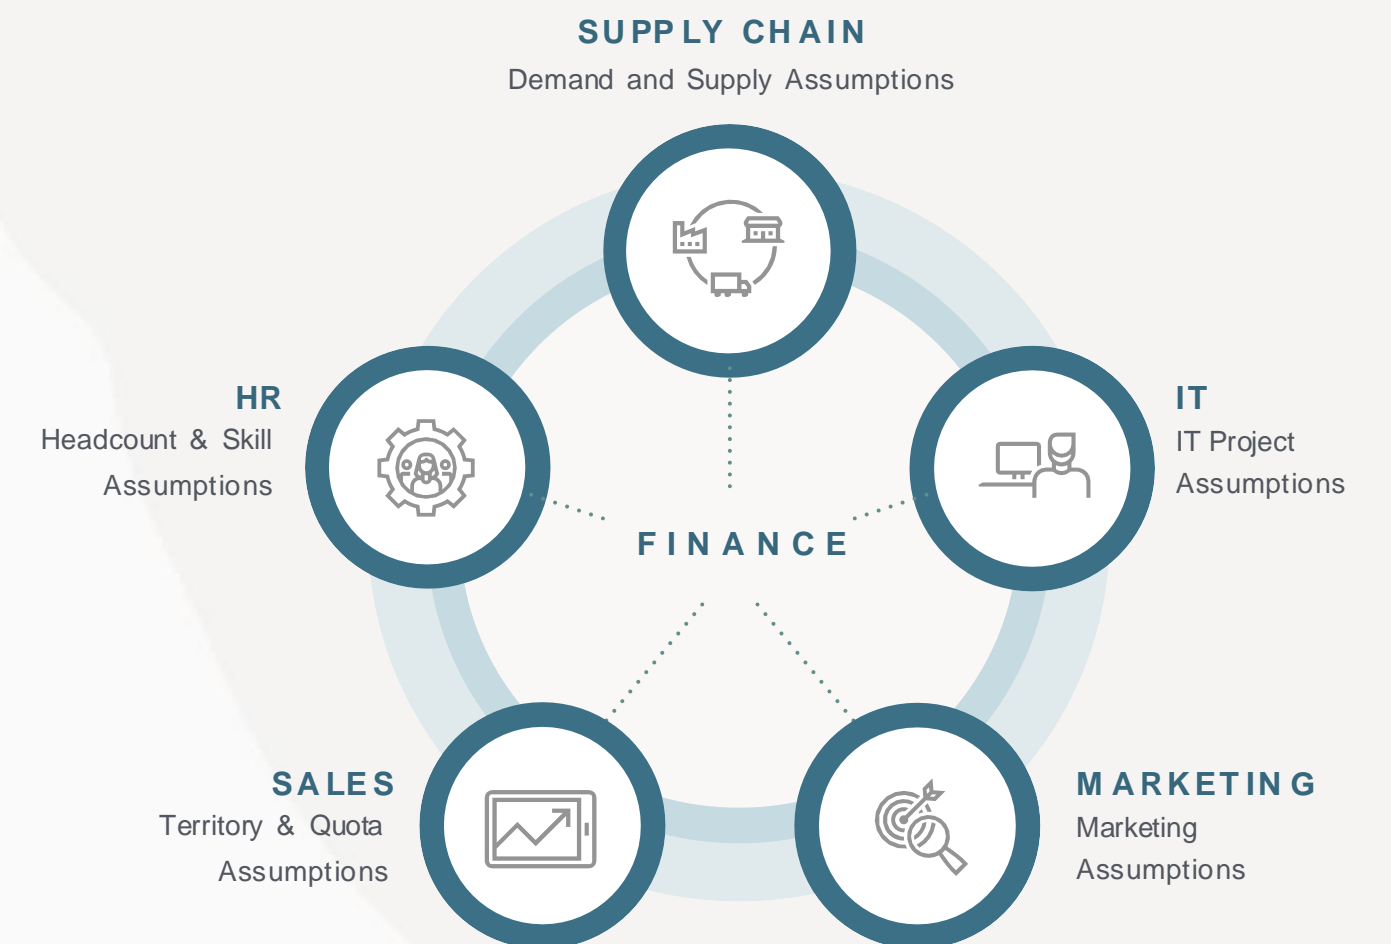 SUPPLY CHAIN
Demand and Supply Assumptions
HR
Headcount & Skill
Assumptions
IT
IT Project
Assumptions
FINANCE
SALES
Territory & Quota
Assumptions
MARKETING
Marketing
Assumptions